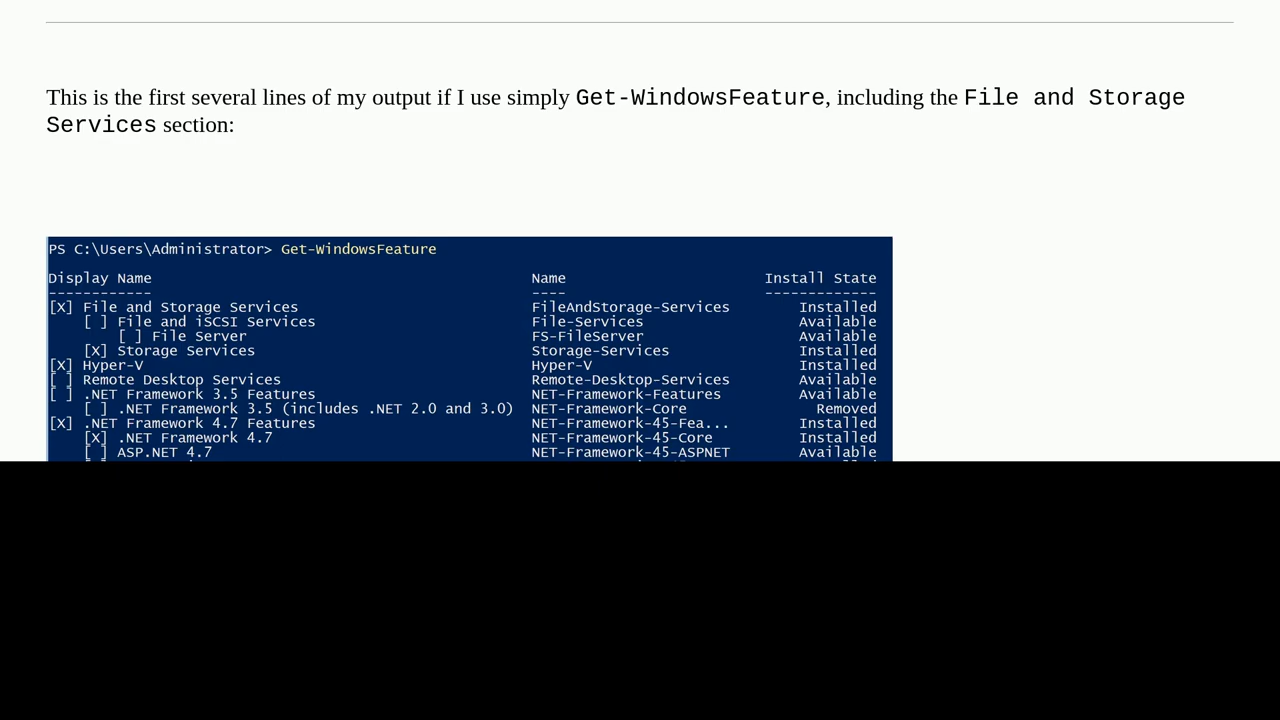 This is the first several lines of my output if I use simply Get-WindowsFeature, including the File and Storage
Services section:
PS C:\Users\Administrator> Get-WindowsFeature
Display Name Name Install State
------------ ---- -------------
[X] File and Storage Services FileAndStorage-Services Installed
[ ] File and iSCSI Services File-Services Available
[ ] File Server FS-FileServer Available
[X] Storage Services Storage-Services Installed
[X] Hyper-V Hyper-V Installed
[ ] Remote Desktop Services Remote-Desktop-Services Available
[ ] .NET Framework 3.5 Features NET-Framework-Features Available
[ ] .NET Framework 3.5 (includes .NET 2.0 and 3.0) NET-Framework-Core Removed
[X] .NET Framework 4.7 Features NET-Framework-45-Fea... Installed
[X] .NET Framework 4.7 NET-Framework-45-Core Installed
[ ] ASP.NET 4.7 NET-Framework-45-ASPNET Available